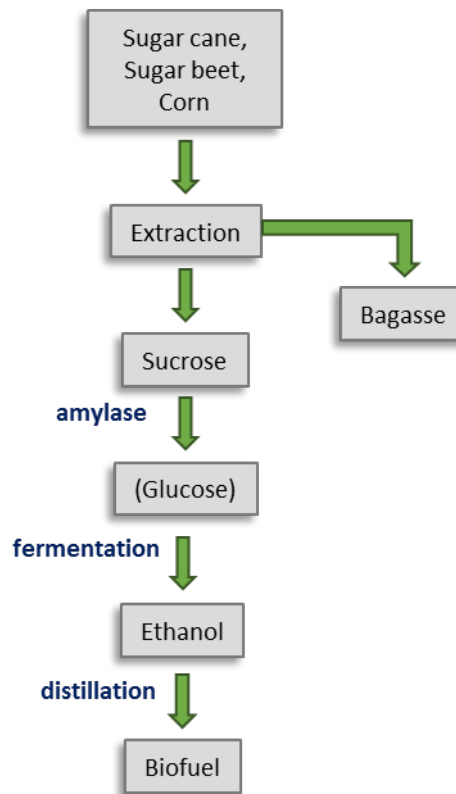 Sugar cane,
Sugar beet,
Corn
Extraction
Bagasse
Sucrose
amylase
(Glucose)
fermentation
Ethanol
distillation
Biofuel